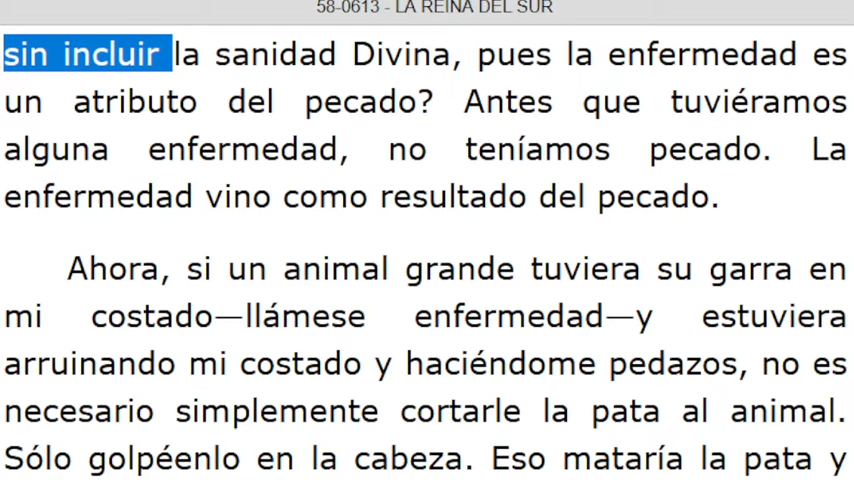 58-0613 - LA REINA DEL SUR
sin incluir la sanidad Divina, pues la enfermedad es
un atributo del pecado? Antes que tuviéramos
alguna enfermedad, no teníamos pecado. La
enfermedad vino como resultado del pecado.
Ahora, si un animal grande tuviera su garra en
mi costado—llámese enfermedad—y estuviera
arruinando mi costado y haciéndome pedazos, no es
necesario simplemente cortarle la pata al animal.
Sólo golpéenlo en la cabeza. Eso mataría la pata y